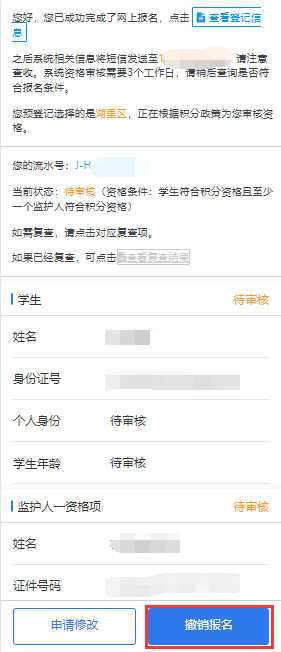 您好，您已成功完成了网上报名，点击 查看登记信
息
之后系统相关信息将短信发送至1 请注意
查收。系统资格审核需要3个工作日，请稍后查询是否符
合报名条件。
您预登记选择的是湖里区，正在根据积分政策为您审核资
格。
您的流水号：J-H
当前状态：待审核（资格条件：学生符合积分资格且至少
一个监护人符合积分资格）
如需复查，请点击对应复查项。
如果已经复查，可点击查看复查结果
学生 待审核
姓名
身份证号
个人身份 待审核
学生年龄 待审核
监护人一资格项 待审核
姓名
证件号码
申请修改 撤销报名